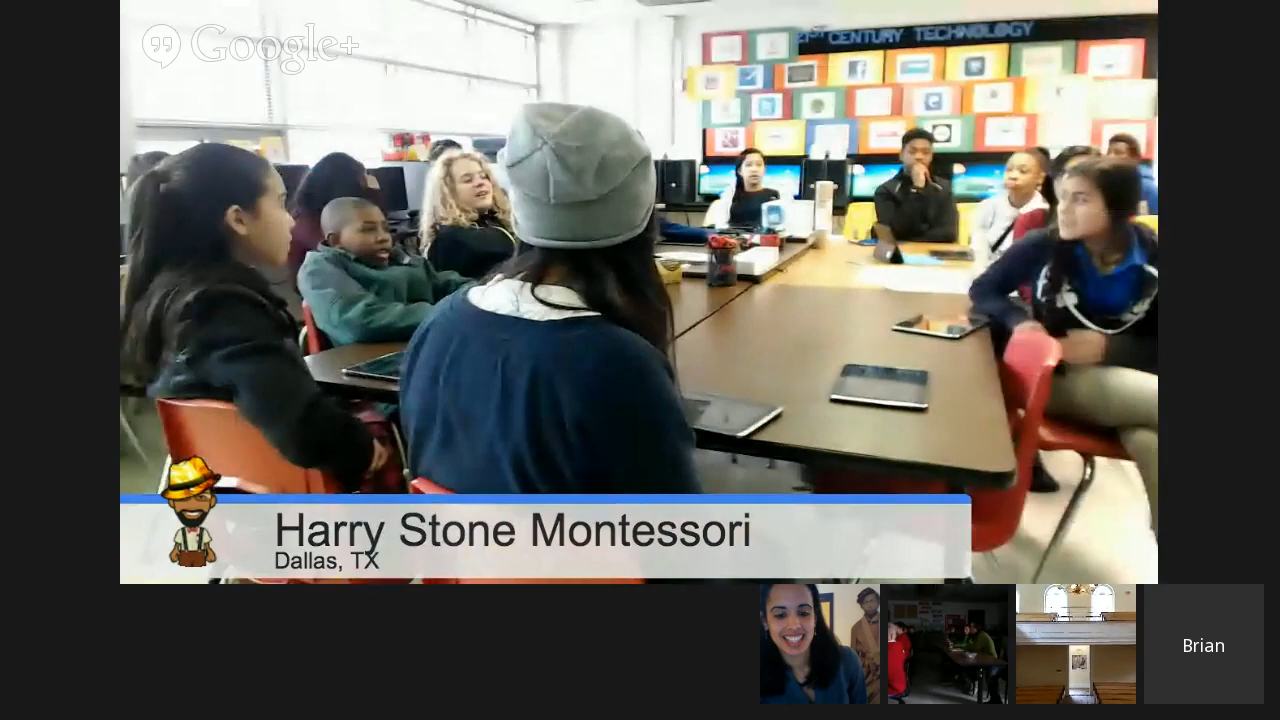 Google+
21ST CENTURY TECHNOLOGY
Harry Stone Montessori
Dallas, TX
Brian